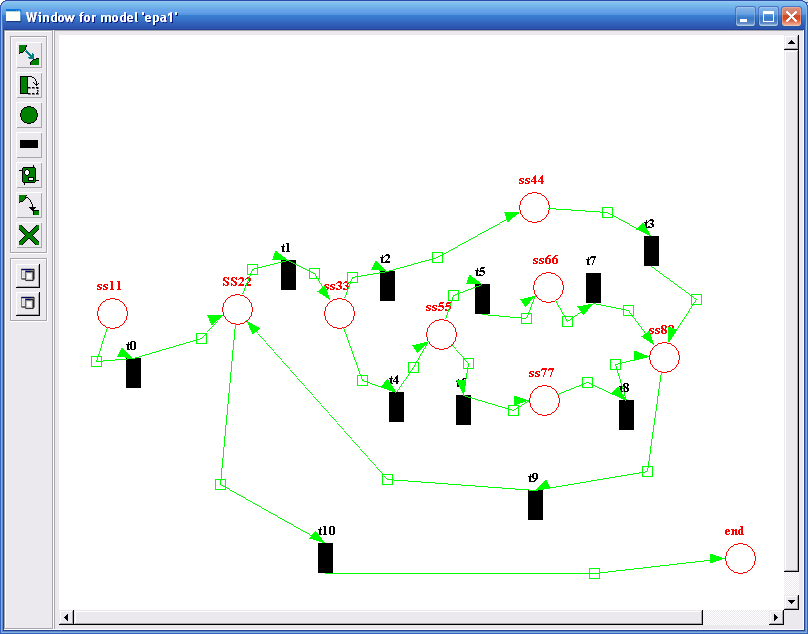 Window for model 'epa1'
ss44
t3
t1
t2
ss66
t7
t5
ss11
SS22
ss33
ss55
t0
ss77
t4
t8
t9
t10
end